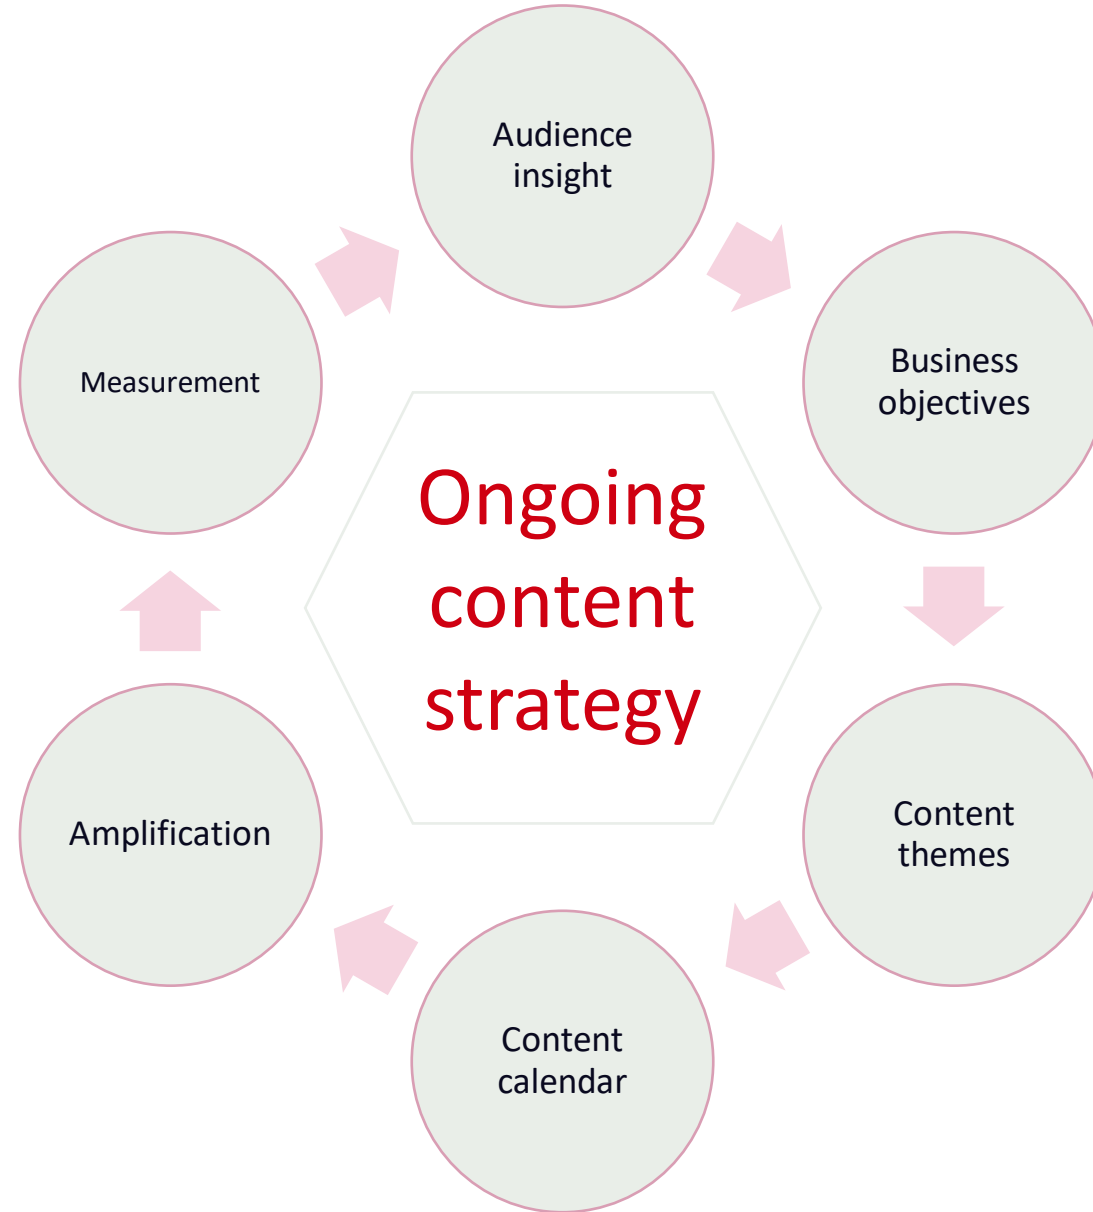 Audience
insight
Business
objectives
Content
themes
Content
calendar
Amplification
Measurement
Ongoing
content
strategy